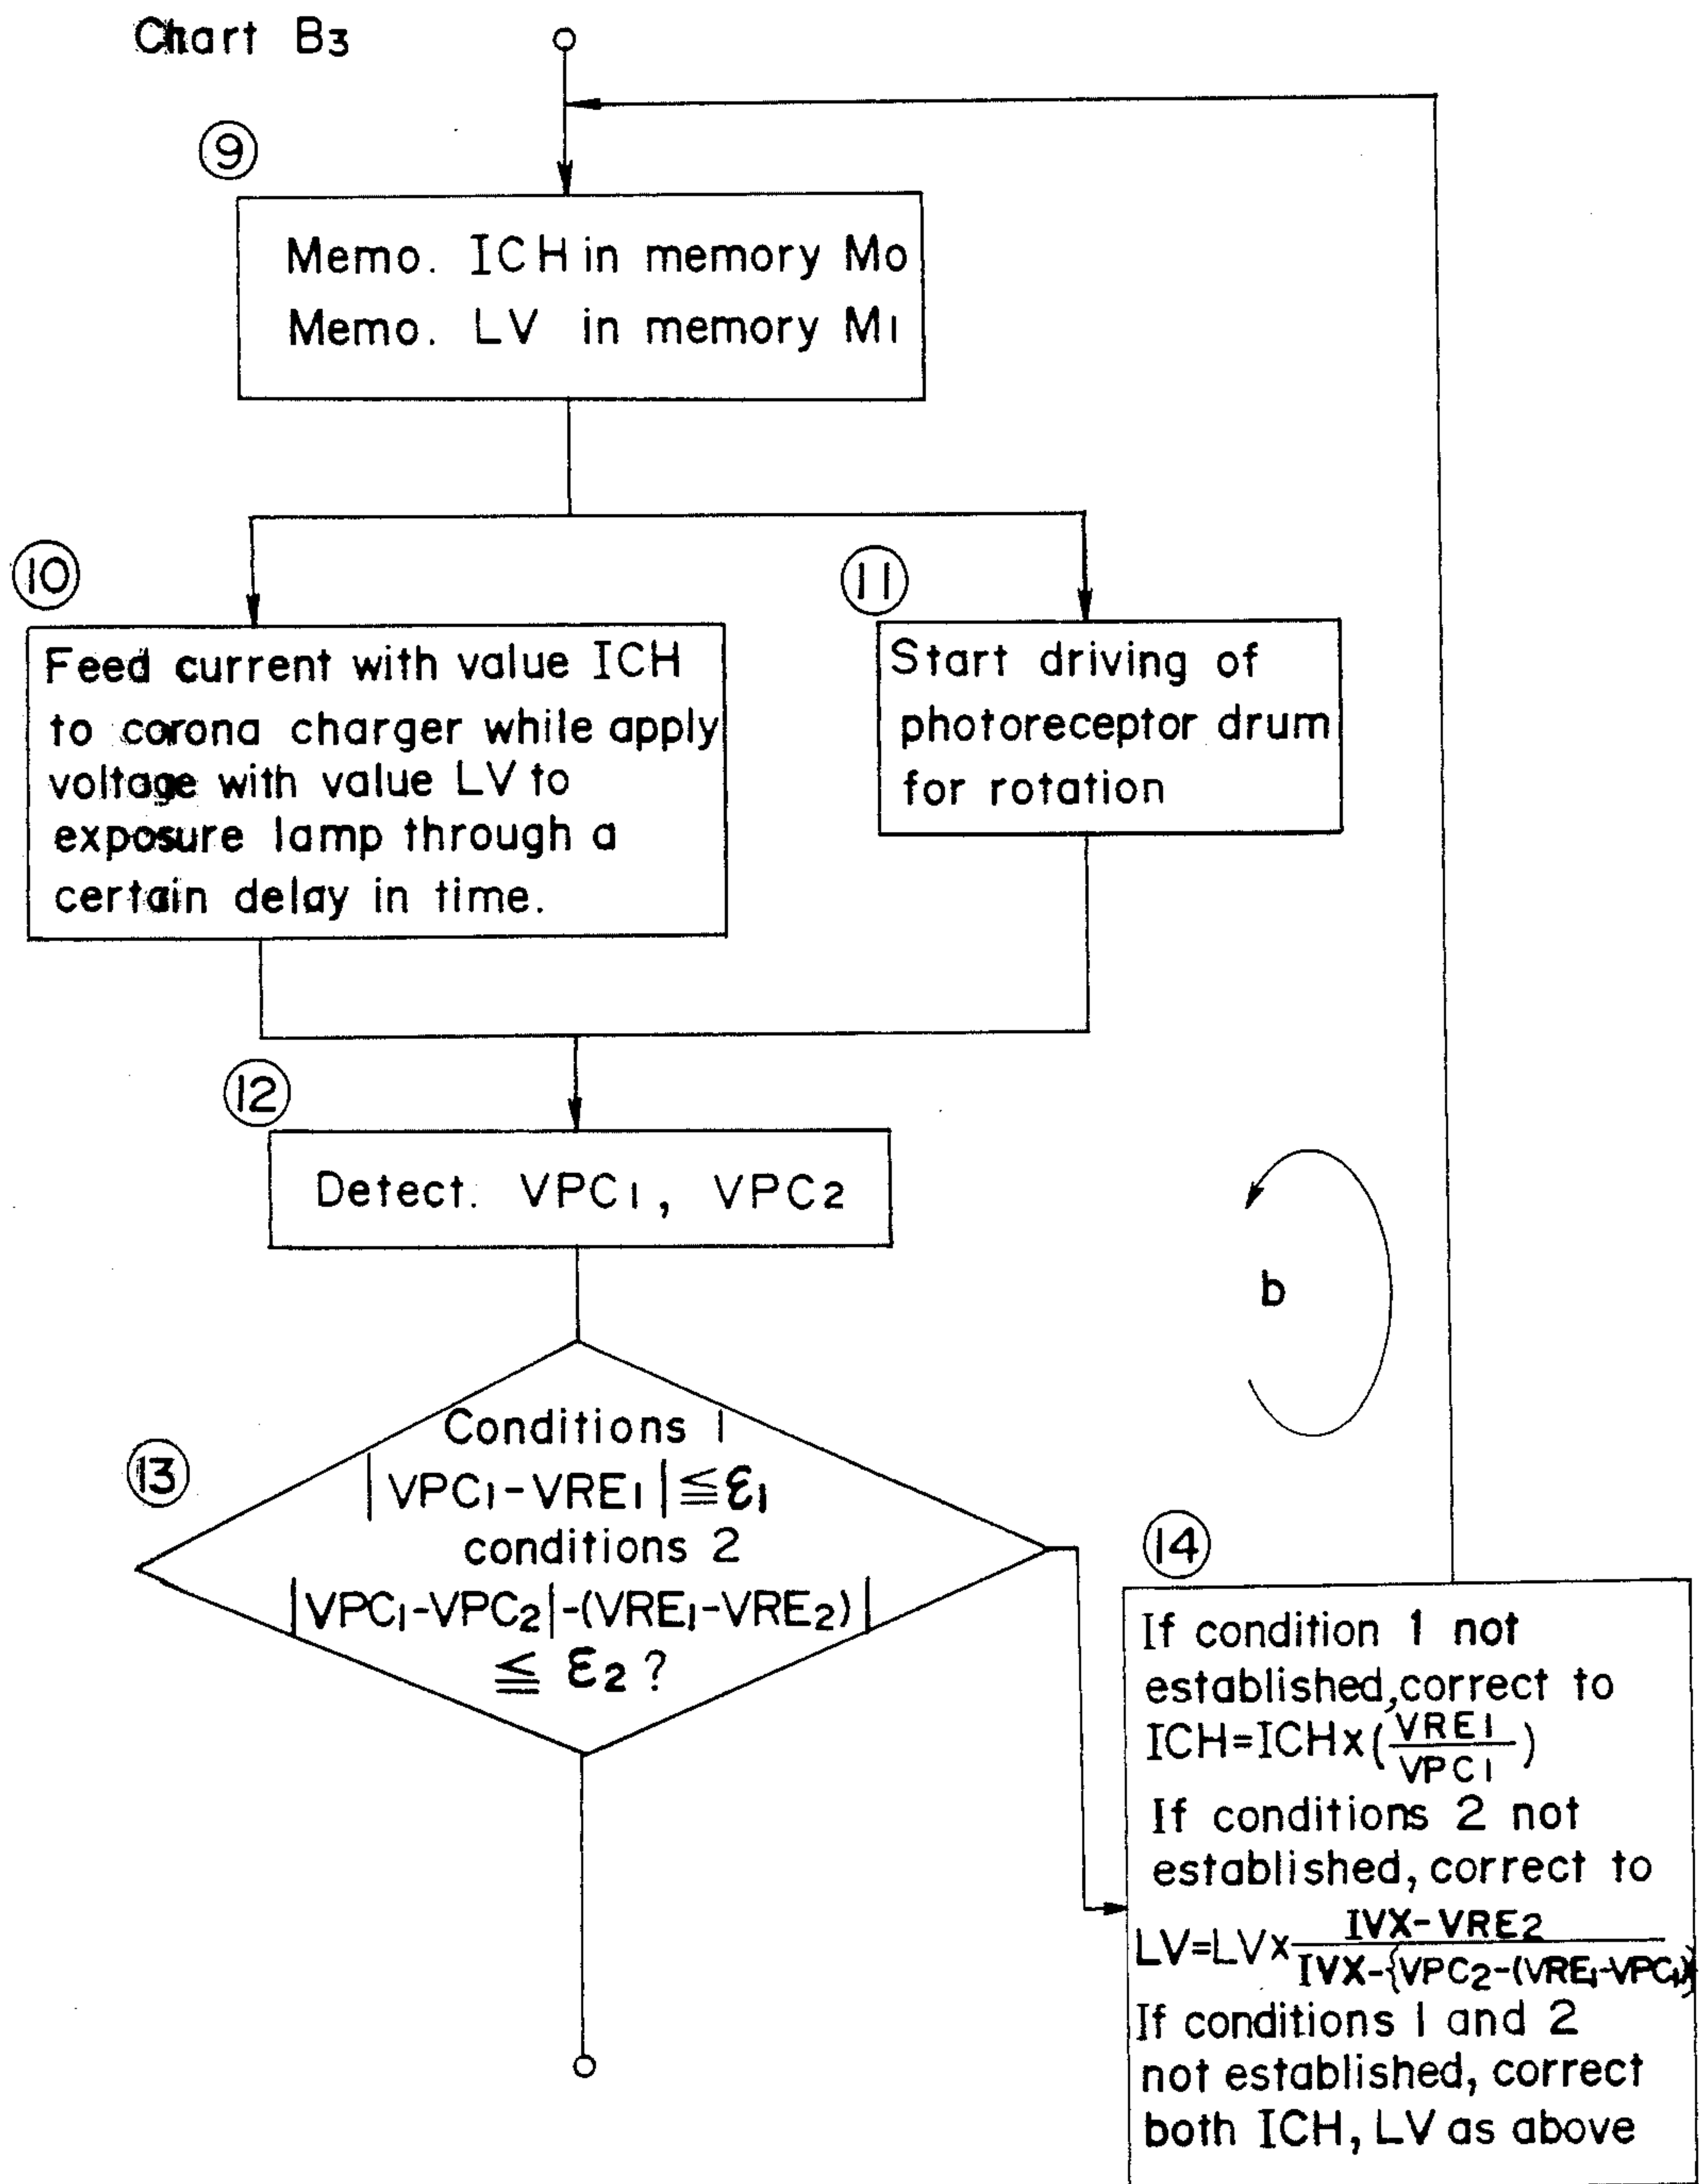 Chart B3
⑨
Memo. ICH in memory Mo
Memo. LV in memory M1
⑩
Feed current with value ICH
to corona charger while apply
voltage with value LV to
exposure lamp through a
certain delay in time.
⑪
Start driving of
photoreceptor drum
for rotation
⑫
Detect. VPC1, VPC2
b
⑬
Conditions 1
|VPC1-VRE1|≦ε1
conditions 2
|VPC1-VPC2|-(VRE1-VRE2)|
≦ ε2?
⑭
If condition 1 not
established,correct to
ICH=ICHx(VRE1/VPC1)
If conditions 2 not
established, correct to
LV=LVx IVX-VRE2/IVX-{VPC2-(VRE1-VPC1)}
If conditions 1 and 2
not established, correct
both ICH, LV as above